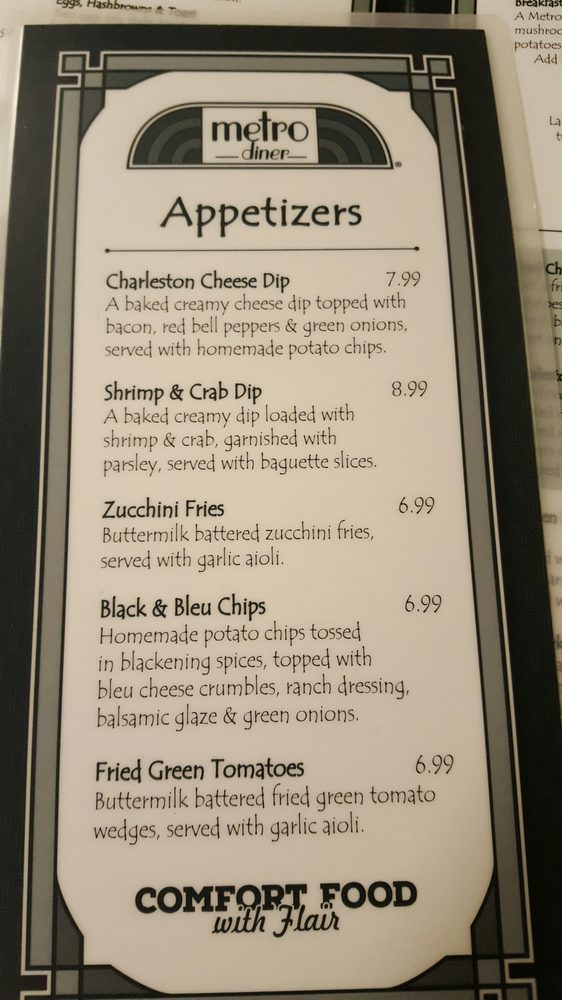 Eggs, Hashbrowns & Toast
Breakfast
A Metro
potatoes
Add
La
metro
diner
Appetizers
Charleston Cheese Dip 7.99
A baked creamy cheese dip topped with
bacon, red bell peppers & green onions,
served with homemade potato chips.
Shrimp & Crab Dip 8.99
A baked creamy dip loaded with
shrimp & crab, garnished with
parsley, served with baguette slices.
Zucchini Fries 6.99
Buttermilk battered zucchini fries,
served with garlic aioli.
Black & Bleu Chips 6.99
Homemade potato chips tossed
in blackening spices, topped with
bleu cheese crumbles, ranch dressing,
balsamic glaze & green onions.
Fried Green Tomatoes 6.99
Buttermilk battered fried green tomato
wedges, served with garlic aioli.
COMFORT FOOD
with Flair